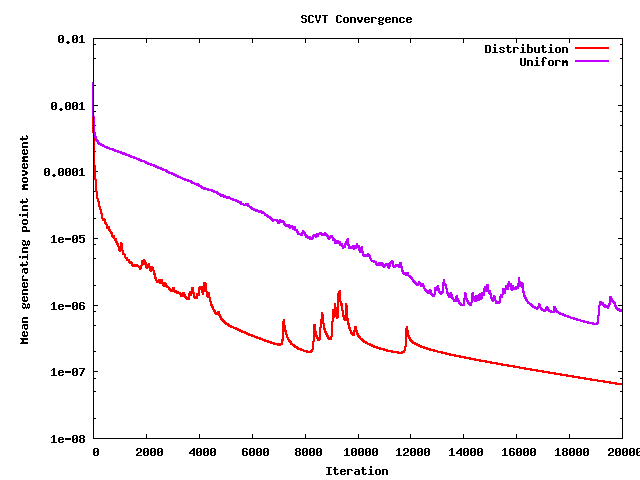 SCVT Convergence
0.01
Distribution
Uniform
0.001
0.0001
1e-05
1e-06
1e-07
1e-08
Mean generating point movement
0 2000 4000 6000 8000 10000 12000 14000 16000 18000 20000
Iteration